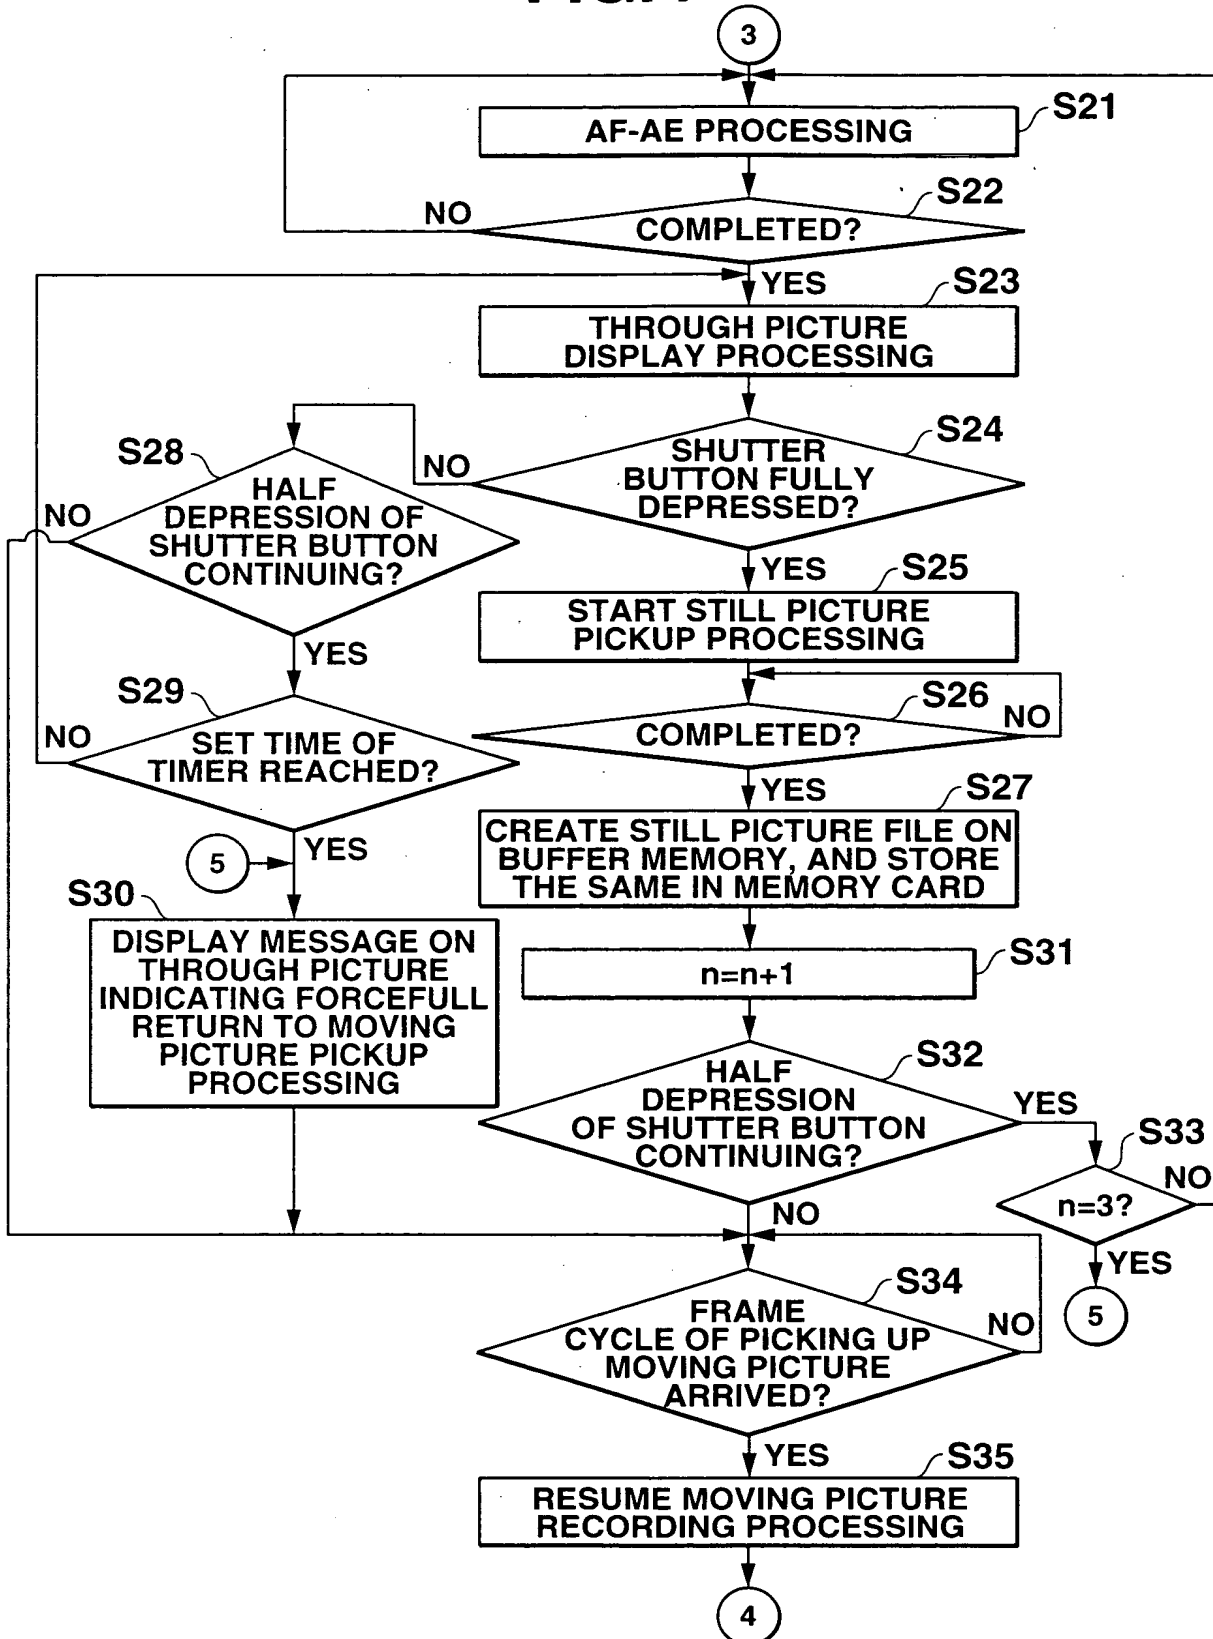 3
S21
AF-AE PROCESSING
S22
NO
COMPLETED?
YES
S23
THROUGH PICTURE
DISPLAY PROCESSING
S24
NO
SHUTTER
BUTTON FULLY
DEPRESSED?
S28
NO
HALF
DEPRESSION OF
SHUTTER BUTTON
CONTINUING?
YES
S25
START STILL PICTURE
PICKUP PROCESSING
YES
S29
NO
SET TIME OF
TIMER REACHED?
S26
NO
COMPLETED?
YES
S27
CREATE STILL PICTURE FILE ON
BUFFER MEMORY, AND STORE
THE SAME IN MEMORY CARD
5
YES
S30
DISPLAY MESSAGE ON
THROUGH PICTURE
INDICATING FORCEFULL
RETURN TO MOVING
PICTURE PICKUP
PROCESSING
S31
n=n+1
S32
HALF
DEPRESSION
OF SHUTTER BUTTON
CONTINUING?
YES
S33
NO
n=3?
YES
5
NO
S34
FRAME
CYCLE OF PICKING UP
MOVING PICTURE
ARRIVED?
NO
YES
S35
RESUME MOVING PICTURE
RECORDING PROCESSING
4